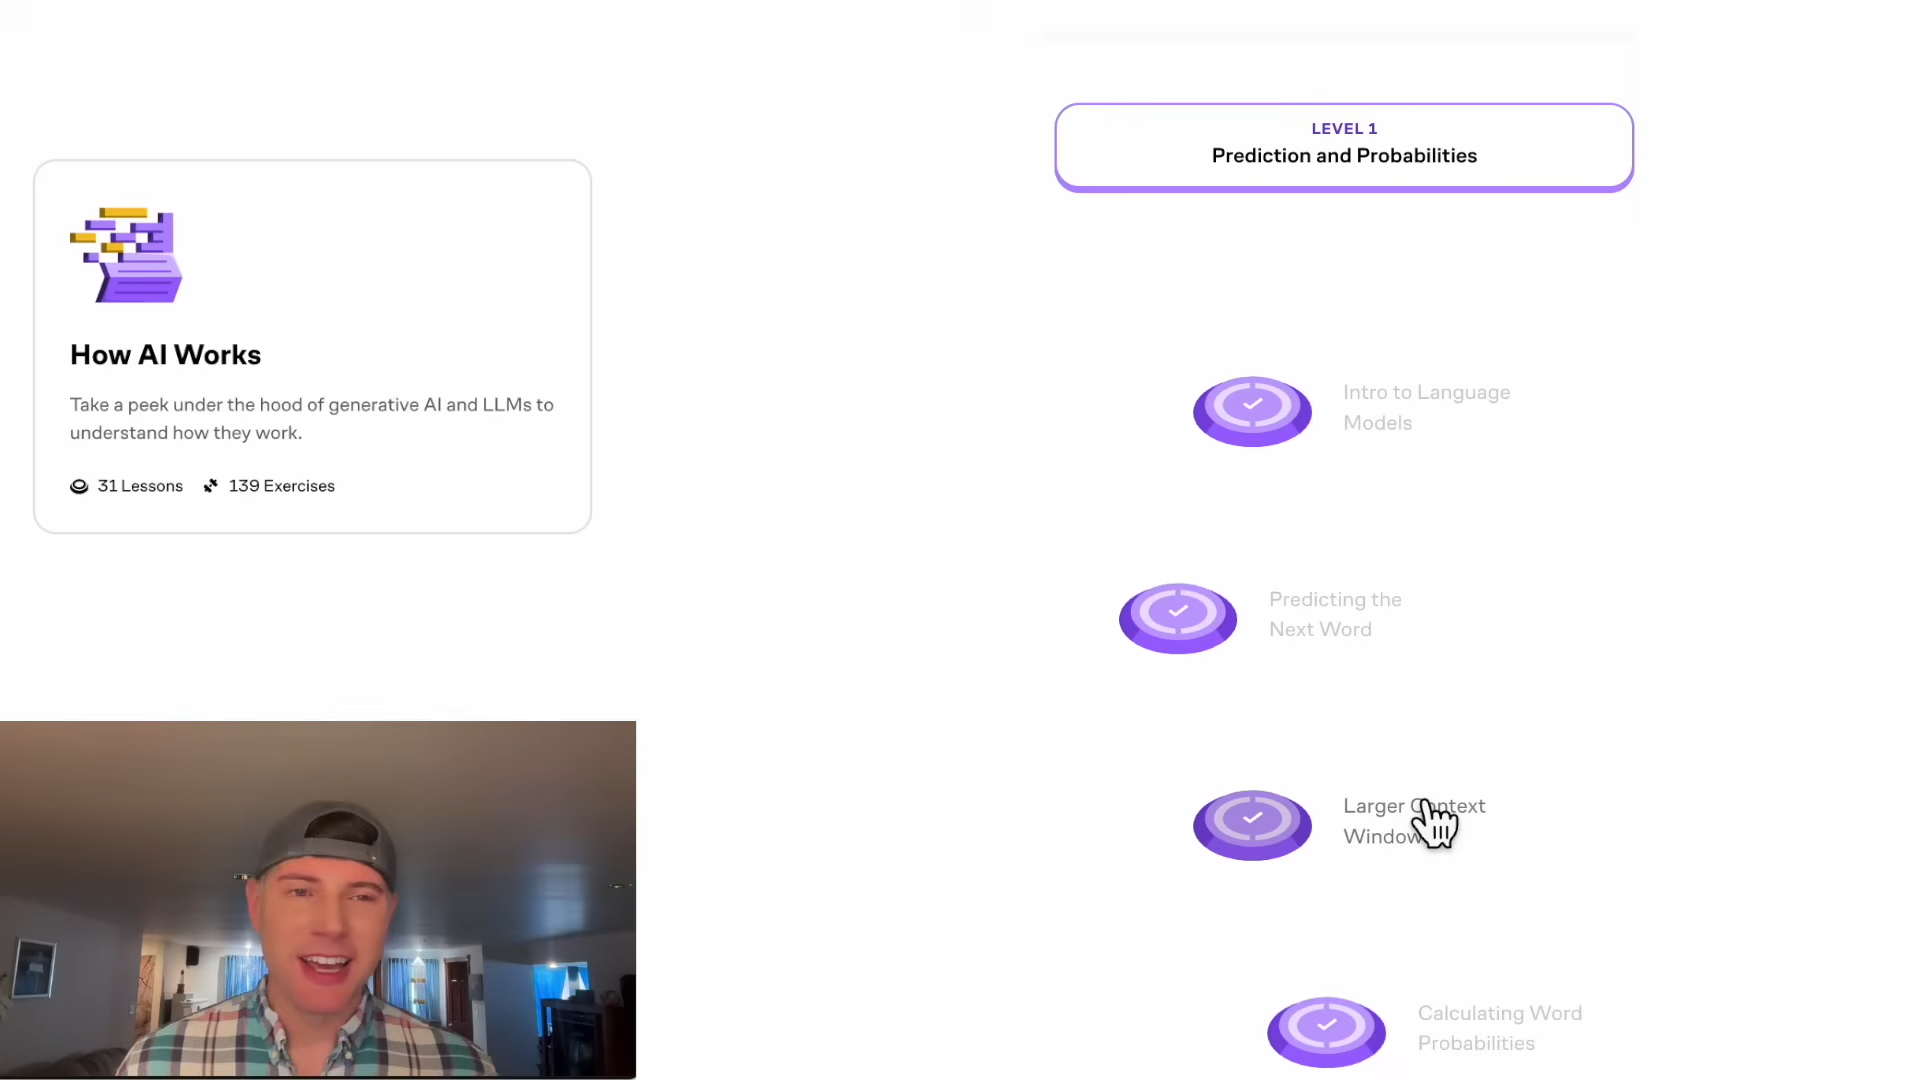 How AI Works
Take a peek under the hood of generative AI and LLMs to
understand how they work.
31 Lessons 139 Exercises
LEVEL 1
Prediction and Probabilities
Intro to Language
Models
Predicting the
Next Word
Larger Context
Window
Calculating Word
Probabilities